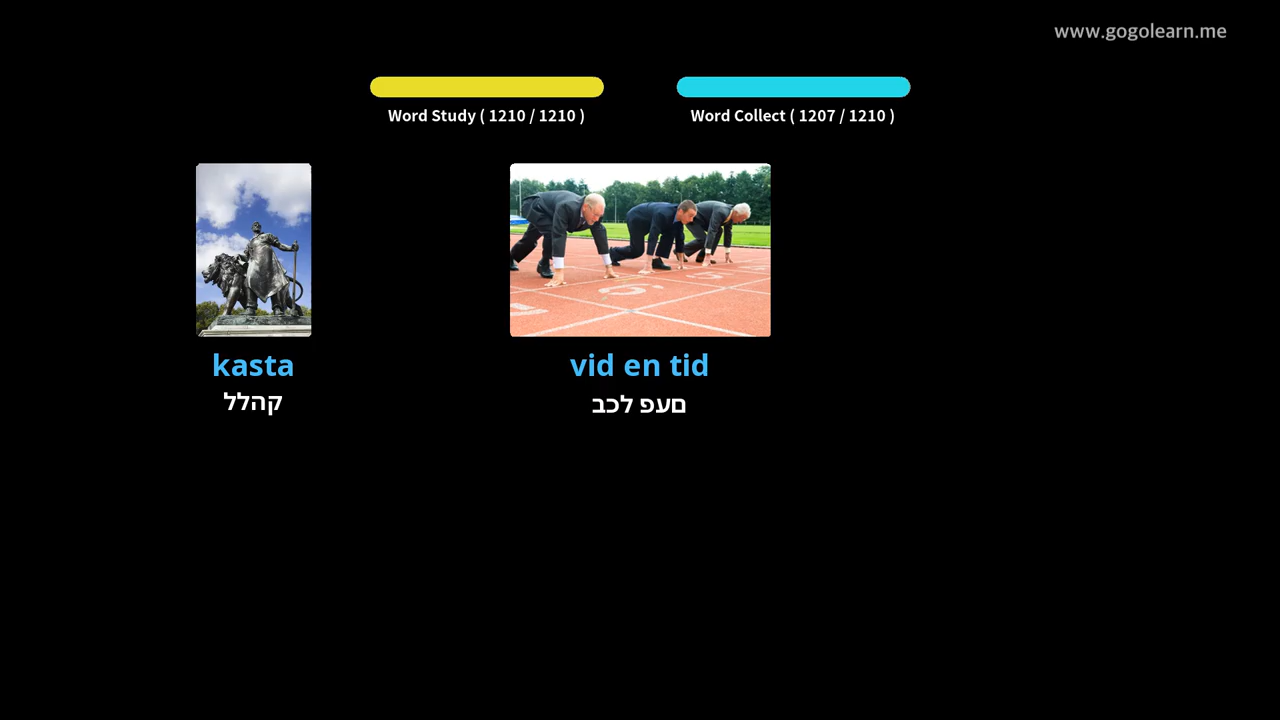 www.gogolearn.me
Word Study ( 1210 / 1210 )
Word Collect ( 1207 / 1210 )
kasta
קהלל
vid en tid
םעפ לכב